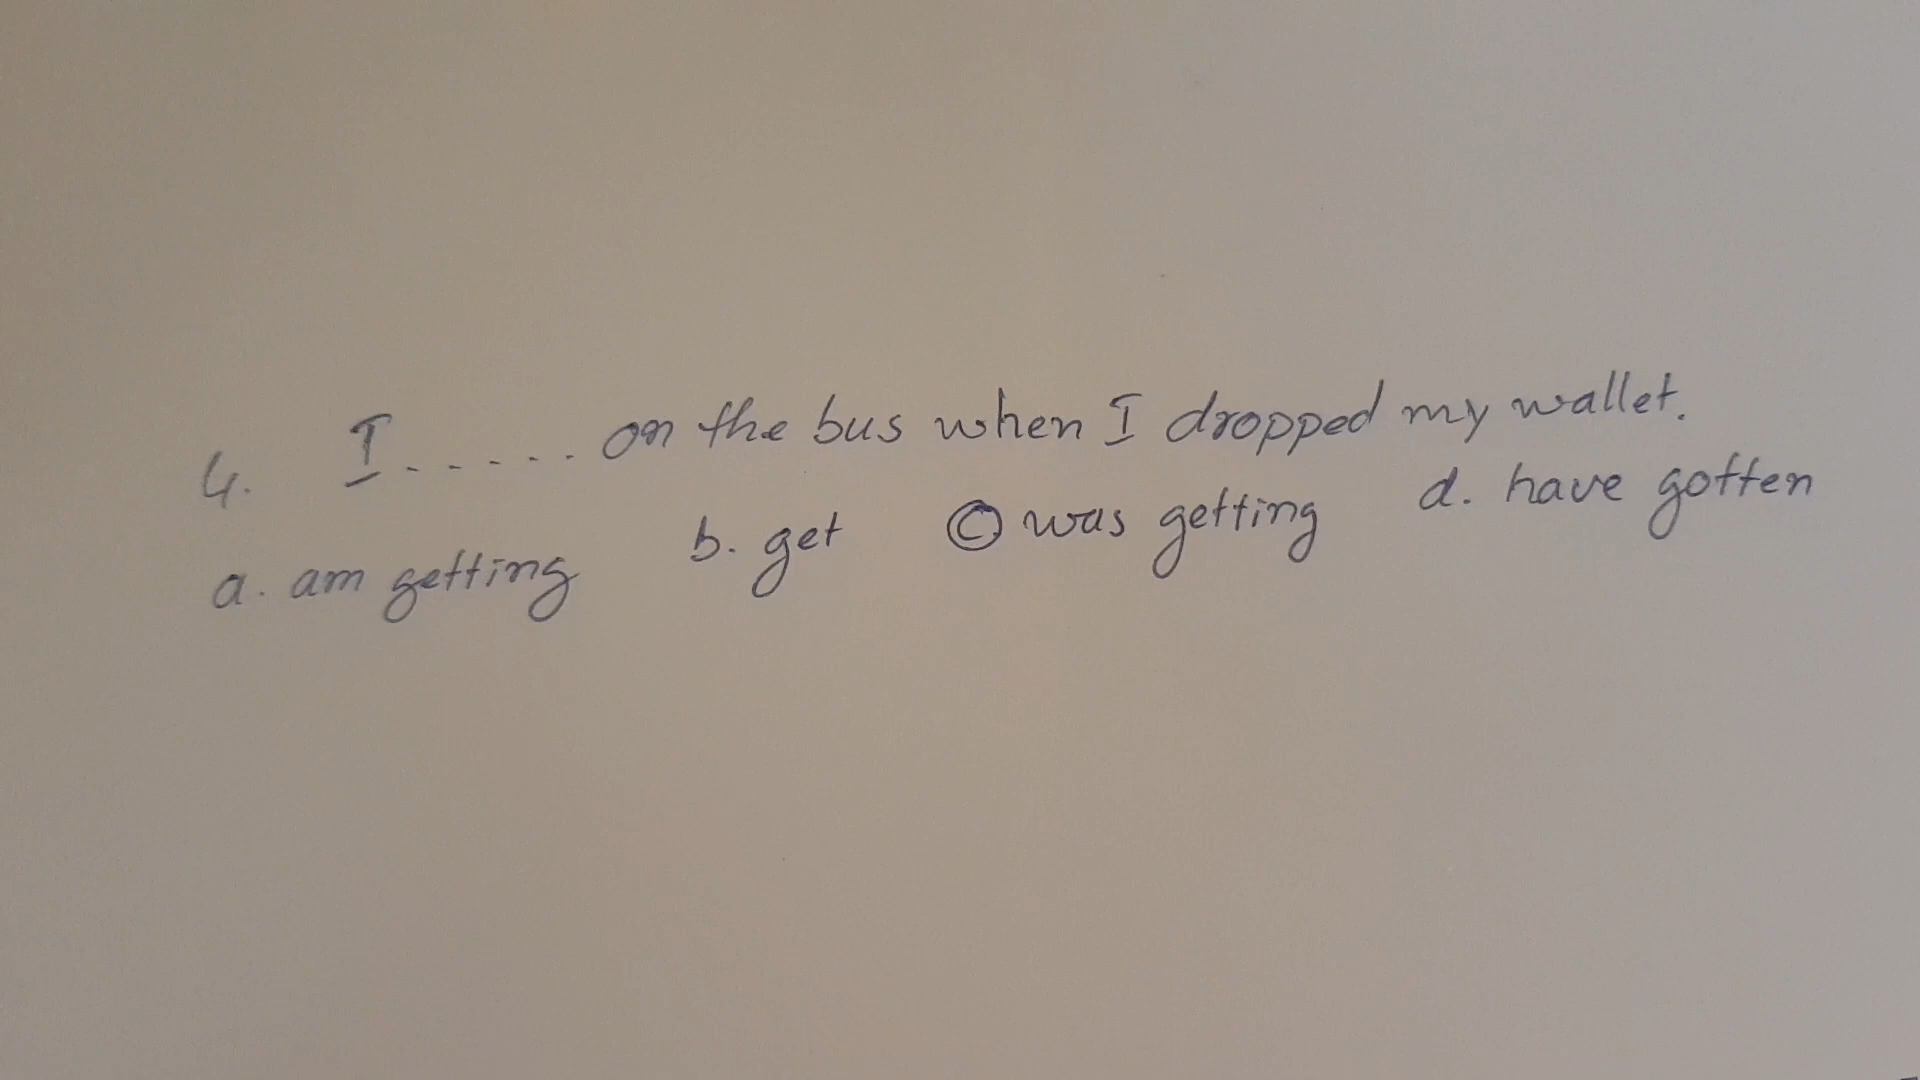 4. I...... on the bus when I dropped my wallet.
a. am getting b. get © was getting d. have gotten